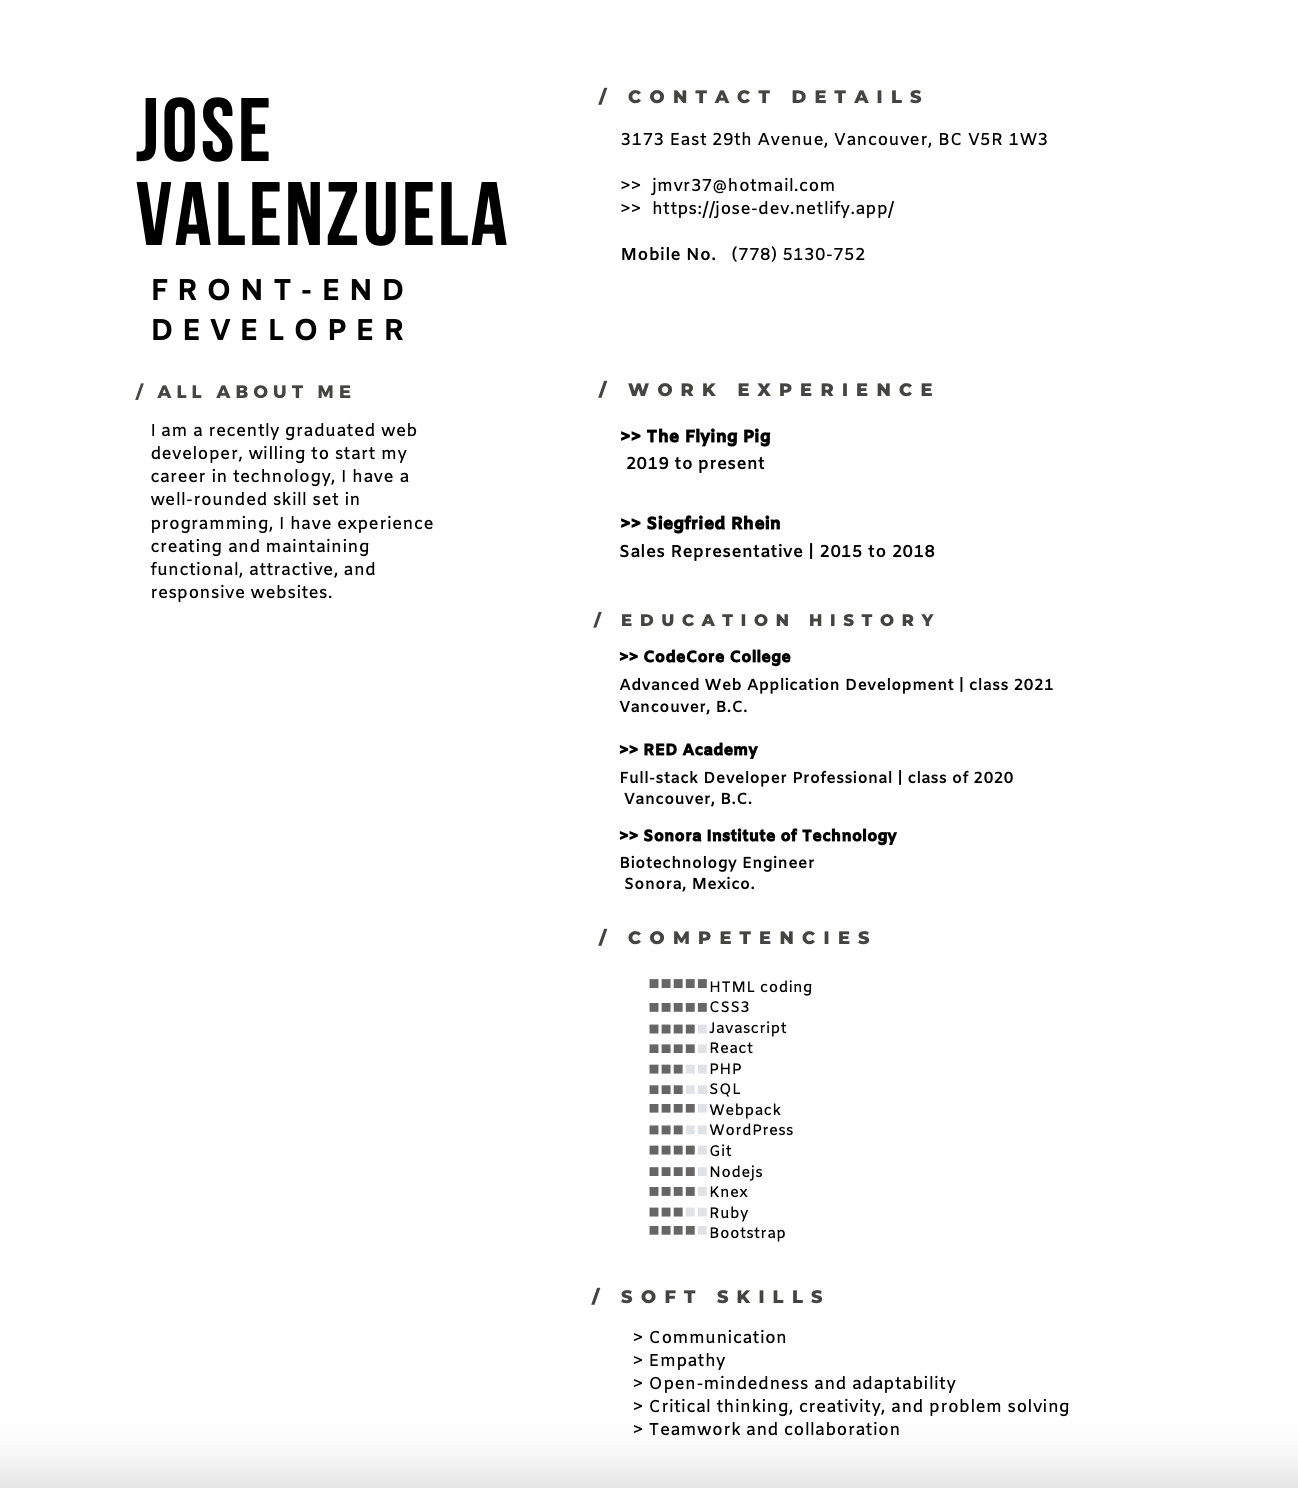 JOSE
VALENZUELA
FRONT-END
DEVELOPER
/ ALL ABOUT ME
I am a recently graduated web
developer, willing to start my
career in technology, I have a
well-rounded skill set in
programming, I have experience
creating and maintaining
functional, attractive, and
responsive websites.
/ CONTACT DETAILS
3173 East 29th Avenue, Vancouver, BC V5R 1W3
>> jmvr37@hotmail.com
>> https://jose-dev.netlify.app/
Mobile No. (778) 5130-752
/ WORK EXPERIENCE
>> The Flying Pig
2019 to present
>> Siegfried Rhein
Sales Representative | 2015 to 2018
/ EDUCATION HISTORY
>> CodeCore College
Advanced Web Application Development | class 2021
Vancouver, B.C.
>> RED Academy
Full-stack Developer Professional | class of 2020
Vancouver, B.C.
>> Sonora Institute of Technology
Biotechnology Engineer
Sonora, Mexico.
/ COMPETENCIES
HTML coding
CSS3
Javascript
React
PHP
SQL
Webpack
WordPress
Git
Nodejs
Knex
Ruby
Bootstrap
/ SOFT SKILLS
> Communication
> Empathy
> Open-mindedness and adaptability
> Critical thinking, creativity, and problem solving
> Teamwork and collaboration